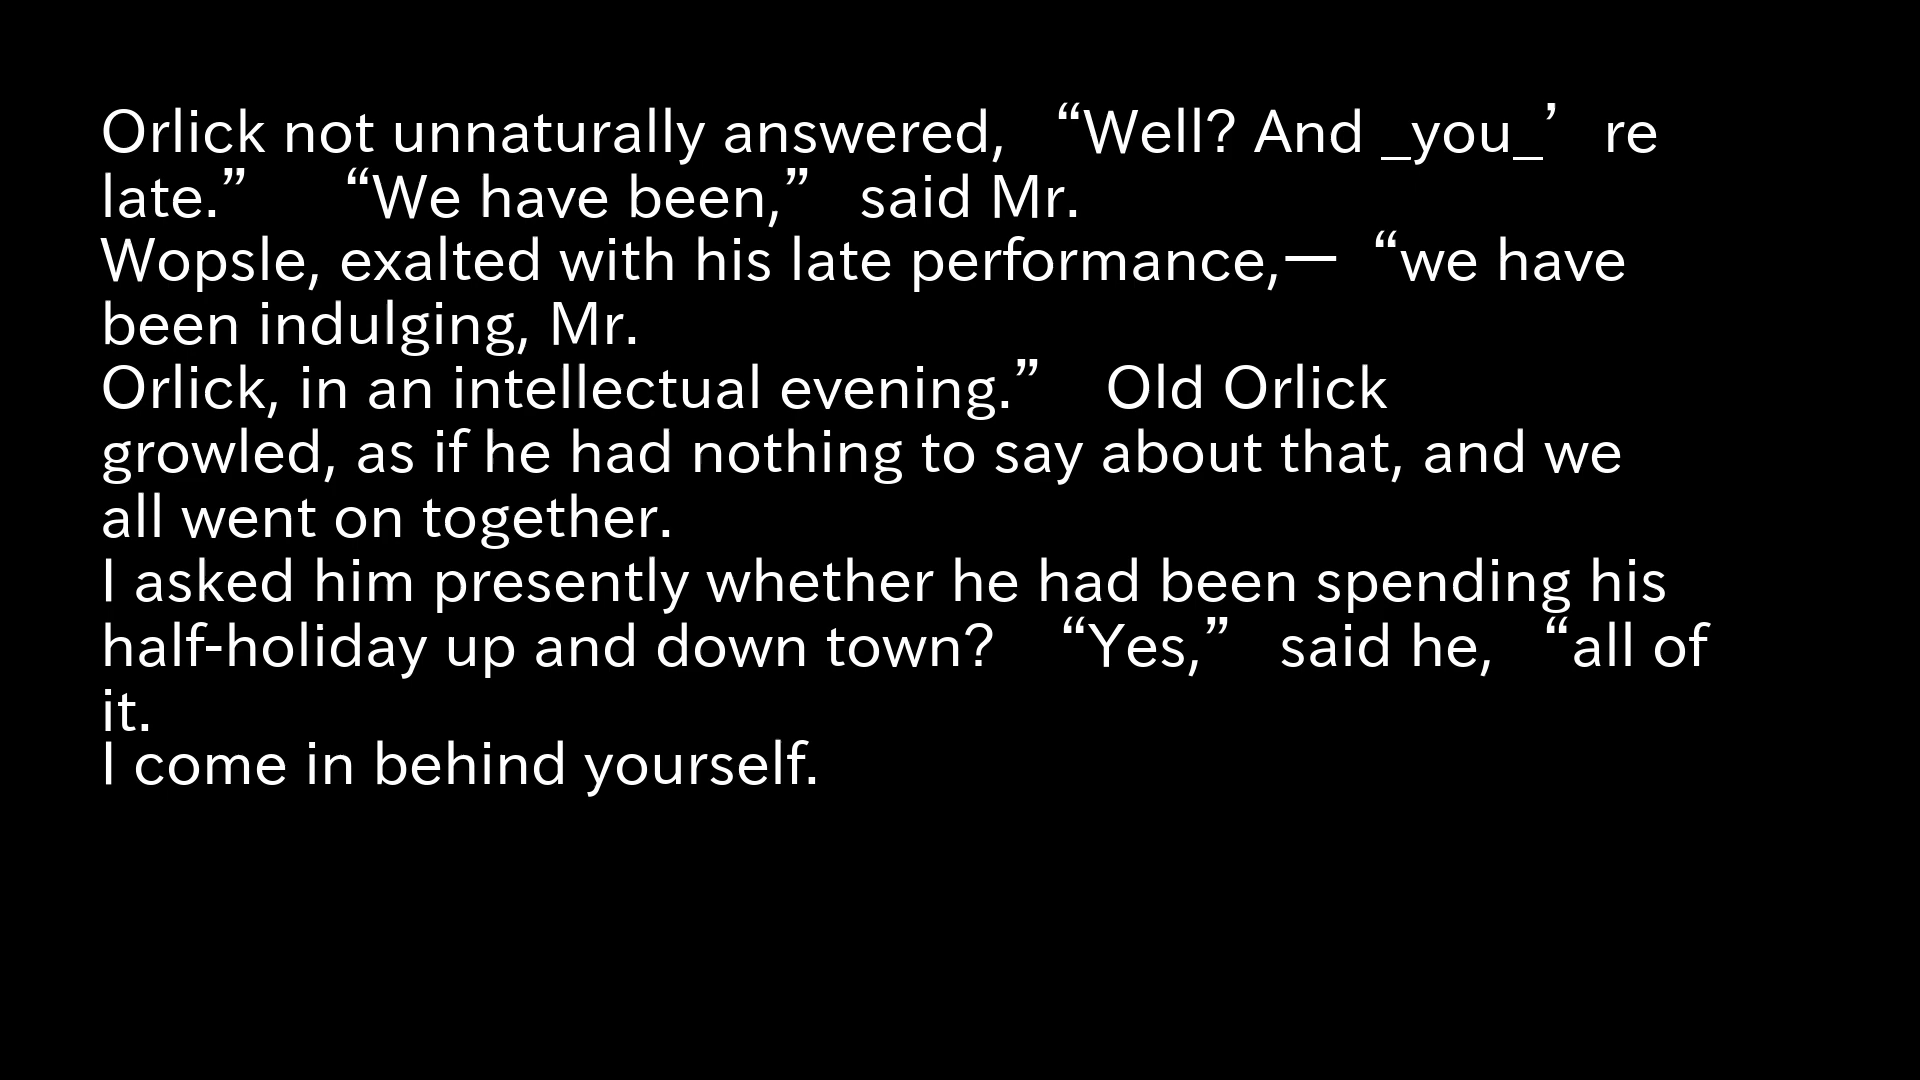 Orlick not unnaturally answered, “Well? And _you_’re
late.” “We have been,” said Mr.
Wopsle, exalted with his late performance,— “we have
been indulging, Mr.
Orlick, in an intellectual evening.” Old Orlick
growled, as if he had nothing to say about that, and we
all went on together.
I asked him presently whether he had been spending his
half-holiday up and down town? “Yes,” said he, “all of
it.
I come in behind yourself.